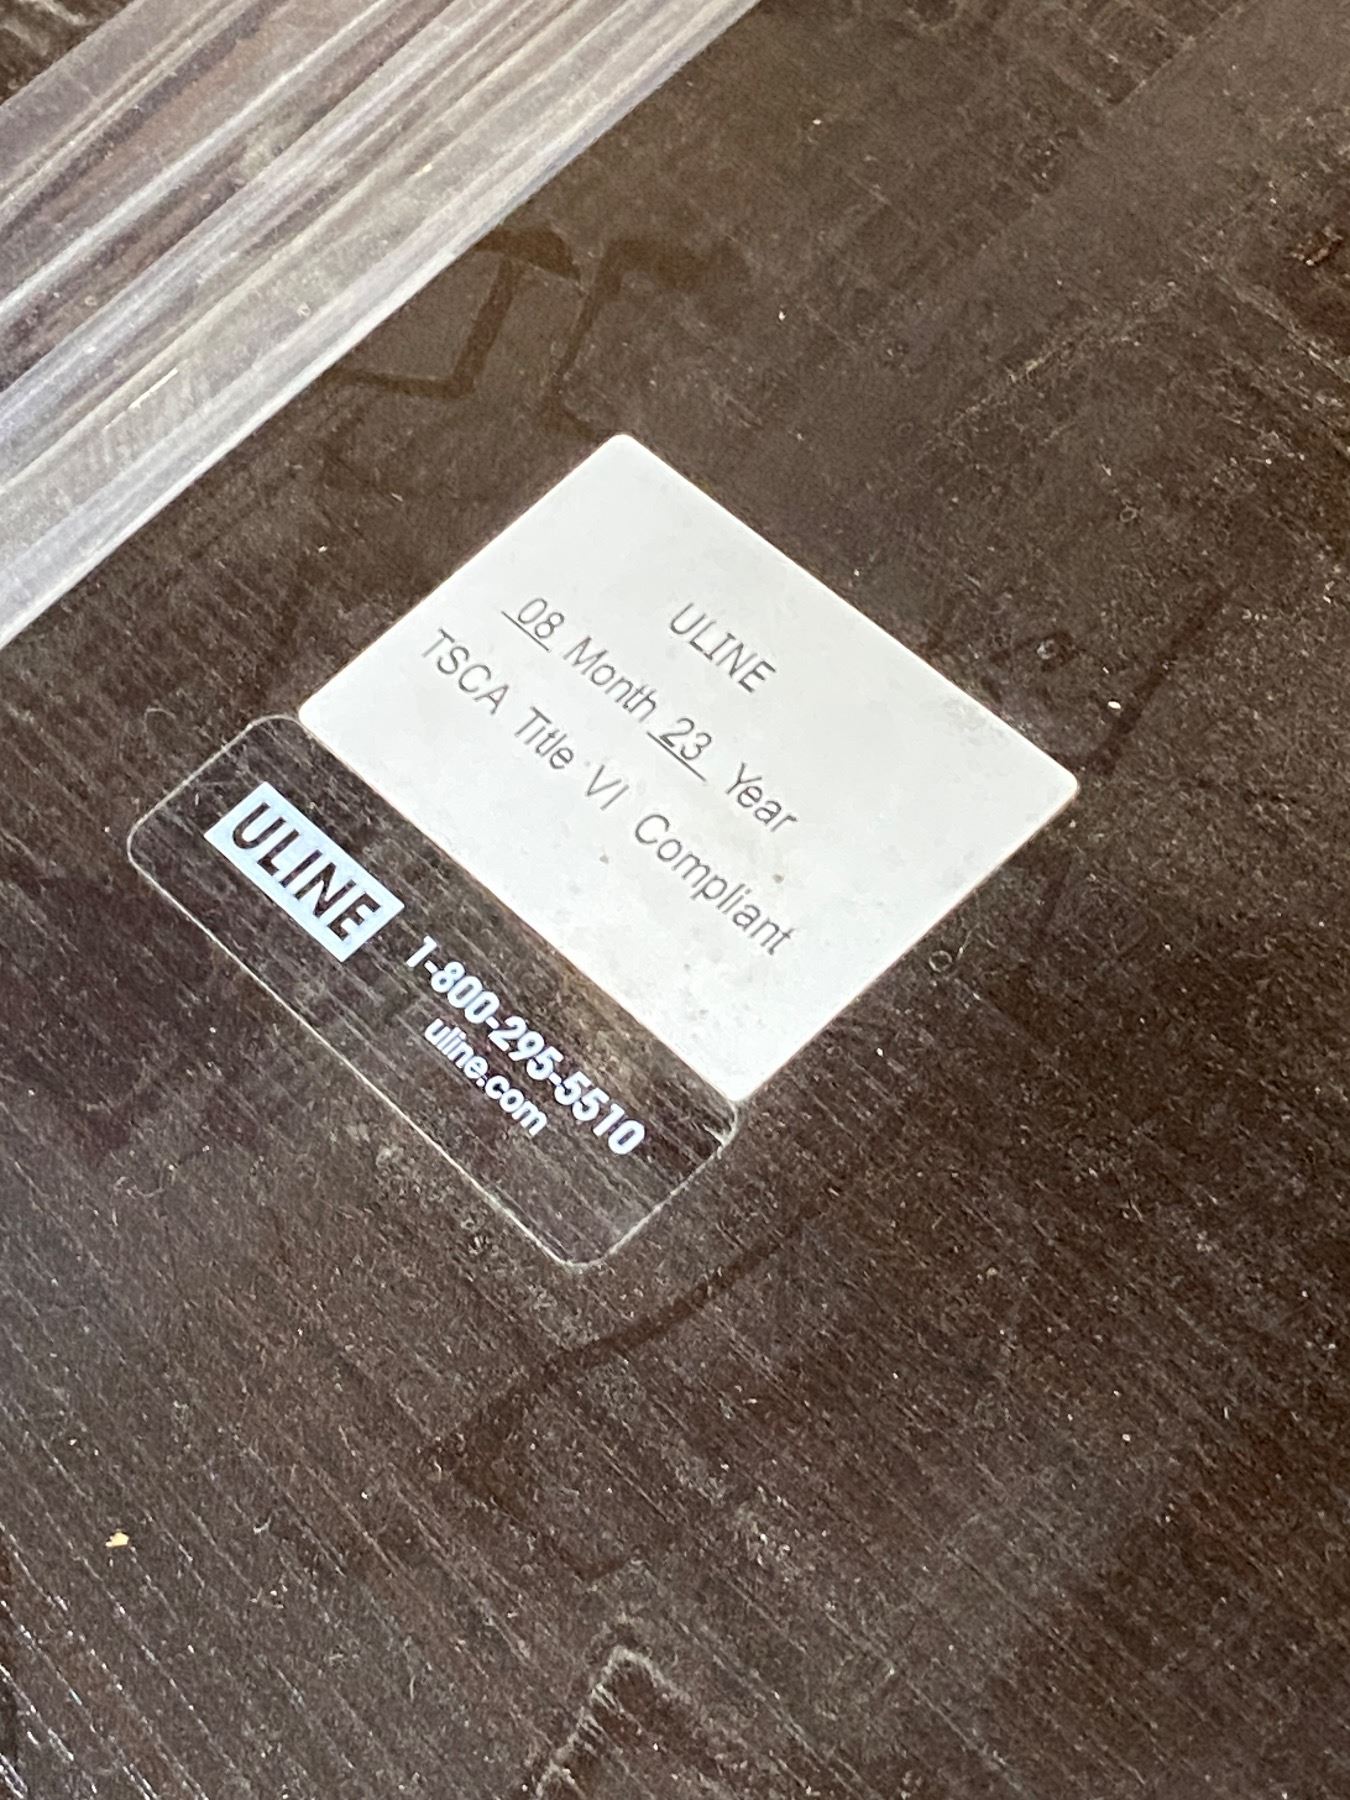 ULINE
08 Month 23 Year
TSCA Title VI Compliant
ULINE
1-800-295-5510
uline.com